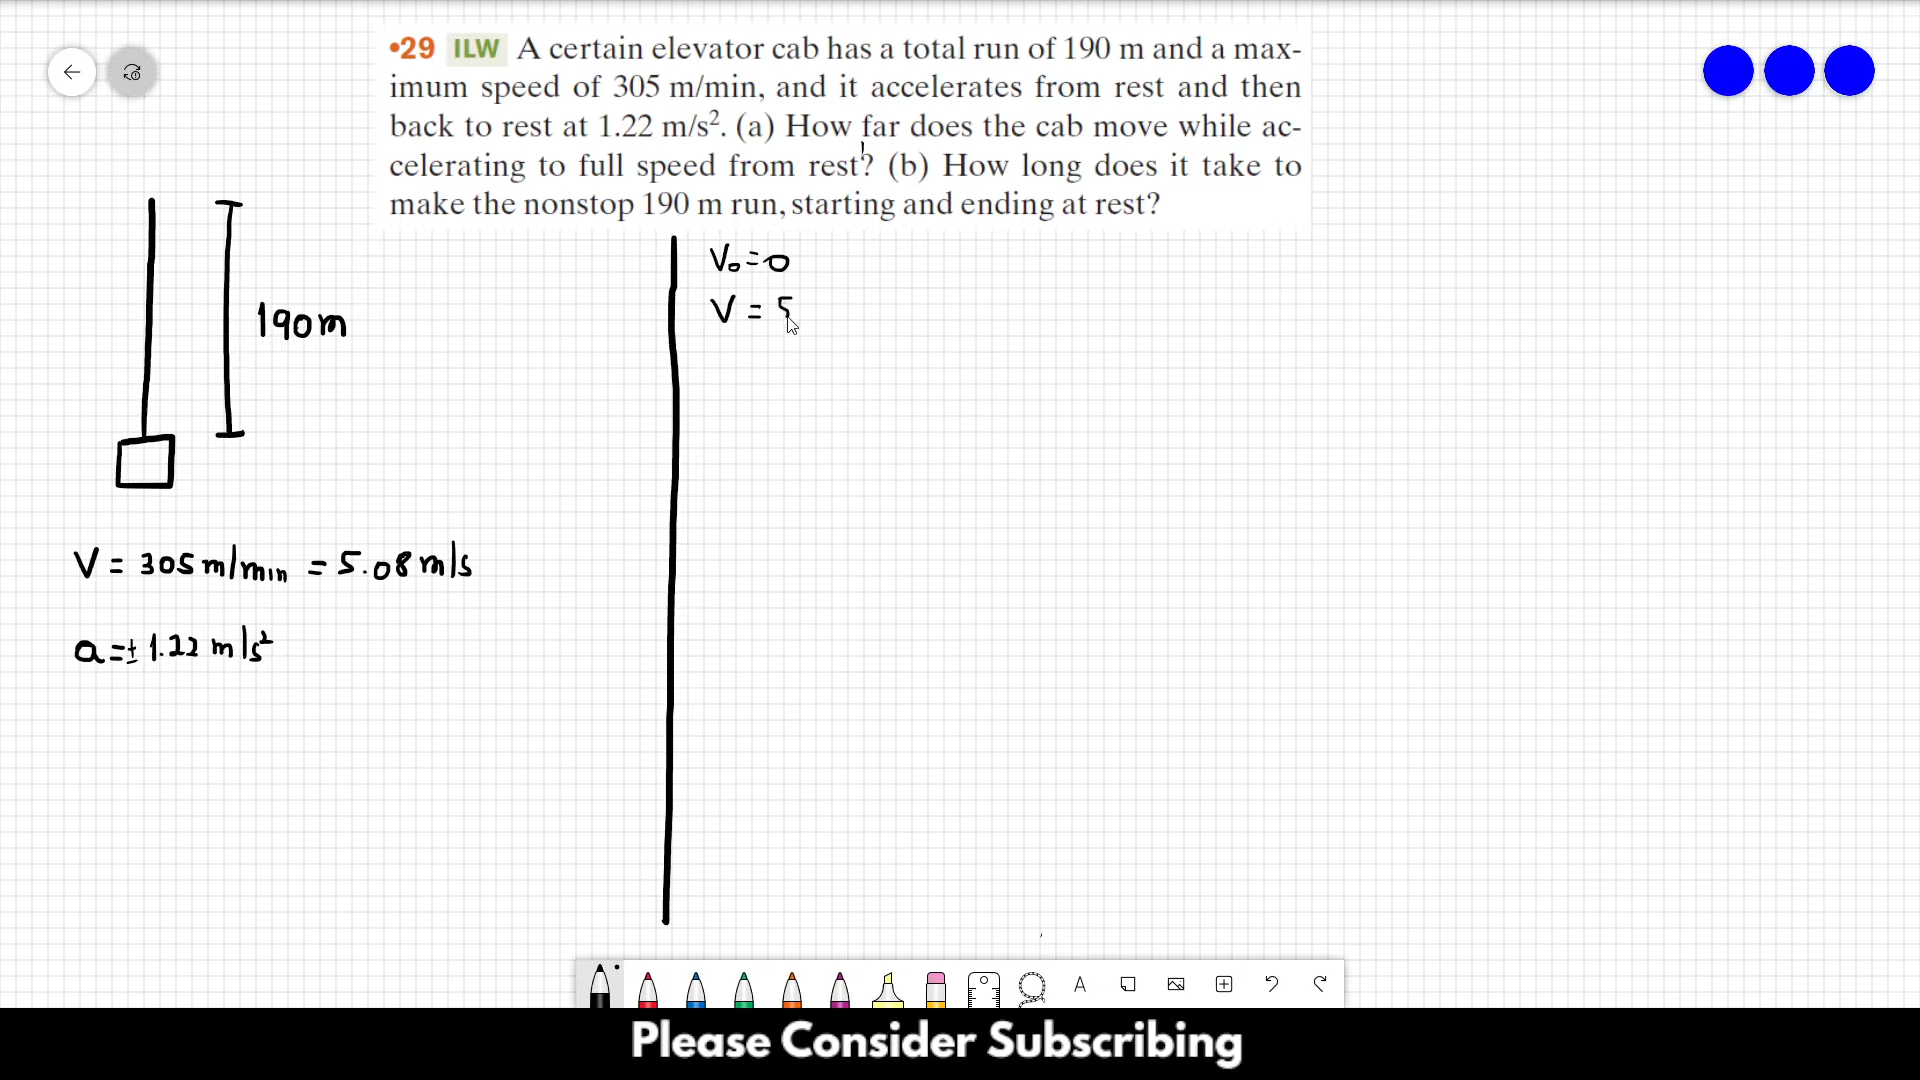 •29 ILW A certain elevator cab has a total run of 190 m and a max-
imum speed of 305 m/min, and it accelerates from rest and then
back to rest at 1.22 m/s². (a) How far does the cab move while ac-
celerating to full speed from rest? (b) How long does it take to
make the nonstop 190 m run, starting and ending at rest?
190m
V = 305 m/min = 5.08 m/s
a = ± 1.22 m/s²
V₀ = 0
V = 5
A
Please Consider Subscribing